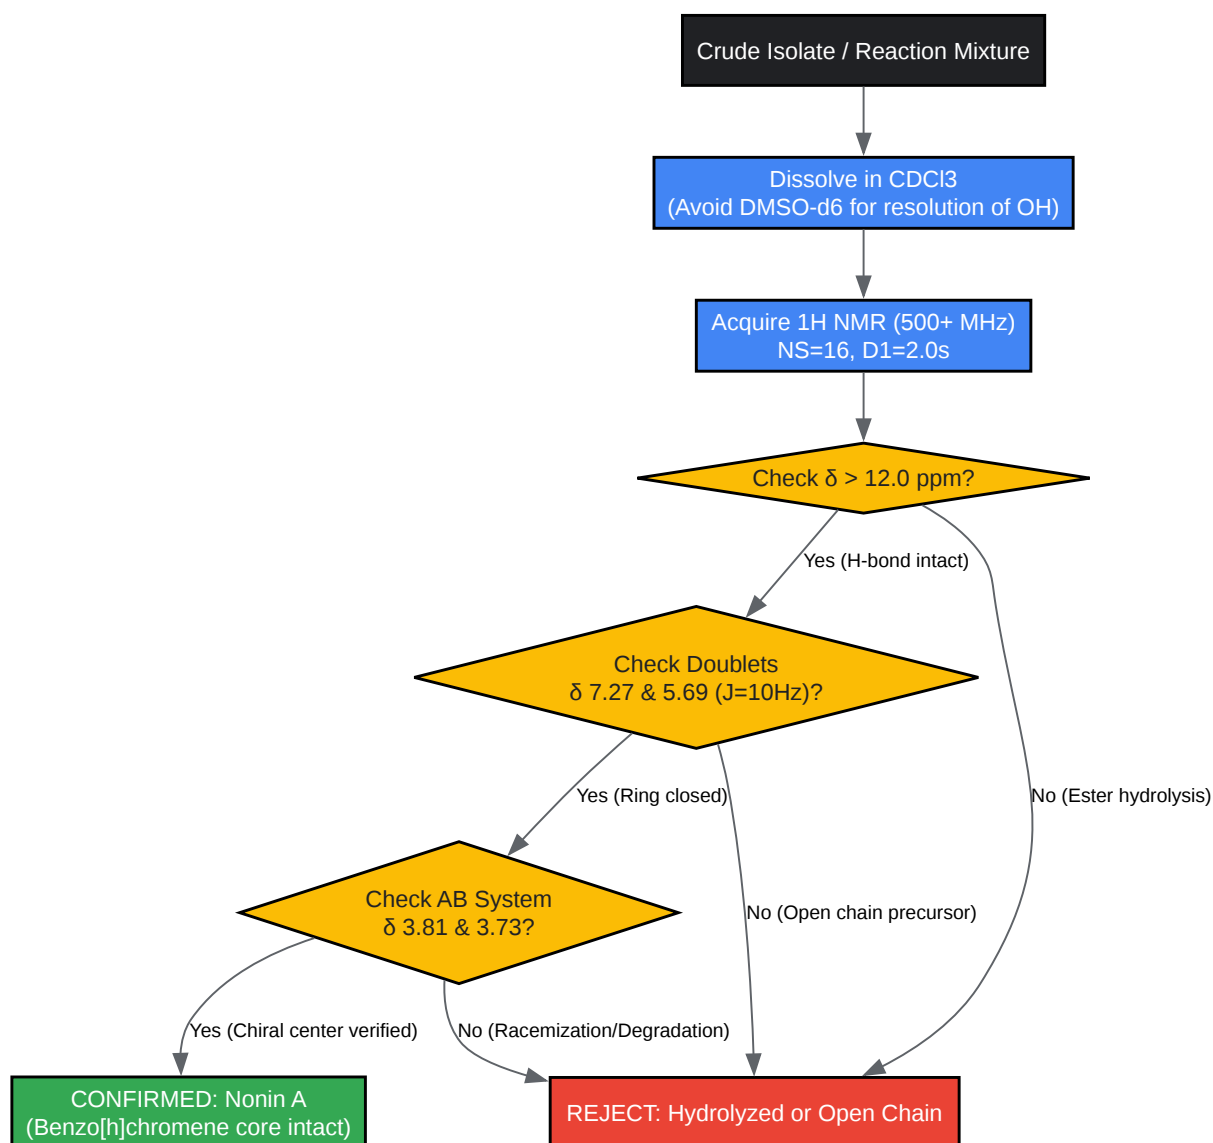 Crude Isolate / Reaction Mixture
Dissolve in CDCl3
(Avoid DMSO-d6 for resolution of OH)
Acquire 1H NMR (500+ MHz)
NS=16, D1=2.0s
Check δ > 12.0 ppm?
Yes (H-bond intact)
Check Doublets
δ 7.27 & 5.69 (J=10Hz)?
Yes (Ring closed)
No (Ester hydrolysis)
Check AB System
δ 3.81 & 3.73?
No (Open chain precursor)
Yes (Chiral center verified)
No (Racemization/Degradation)
CONFIRMED: Nonin A
(Benzo[h]chromene core intact)
REJECT: Hydrolyzed or Open Chain